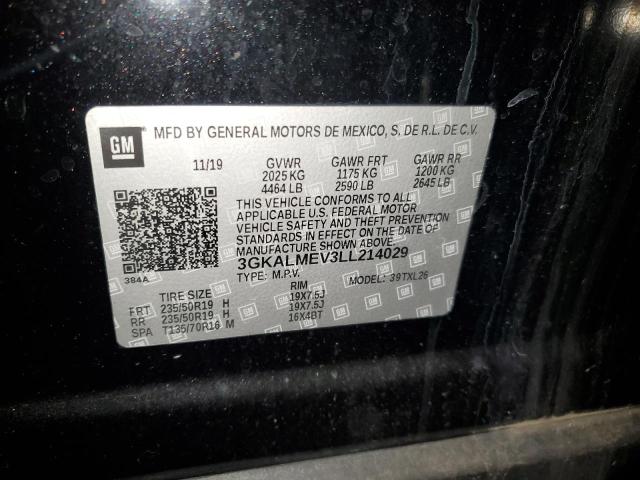 GM
MFD BY GENERAL MOTORS DE MEXICO, S. DE R.L. DE C.V.
11/19 GVWR GAWR FRT GAWR RR
2025 KG 1175 KG 1200 KG
4464 LB 2590 LB 2645 LB
THIS VEHICLE CONFORMS TO ALL
APPLICABLE U.S. FEDERAL MOTOR
VEHICLE SAFETY AND THEFT PREVENTION
STANDARDS IN EFFECT ON THE DATE OF
MANUFACTURE SHOWN ABOVE.
3GKALMEV3LL214029
384A TYPE: M.P.V. MODEL: 39TXL26
TIRE SIZE RIM
FRT 235/50R19 H 19X7.5J
RR 235/50R19 H 19X7.5J
SPA T135/70R16 M 16X4BT